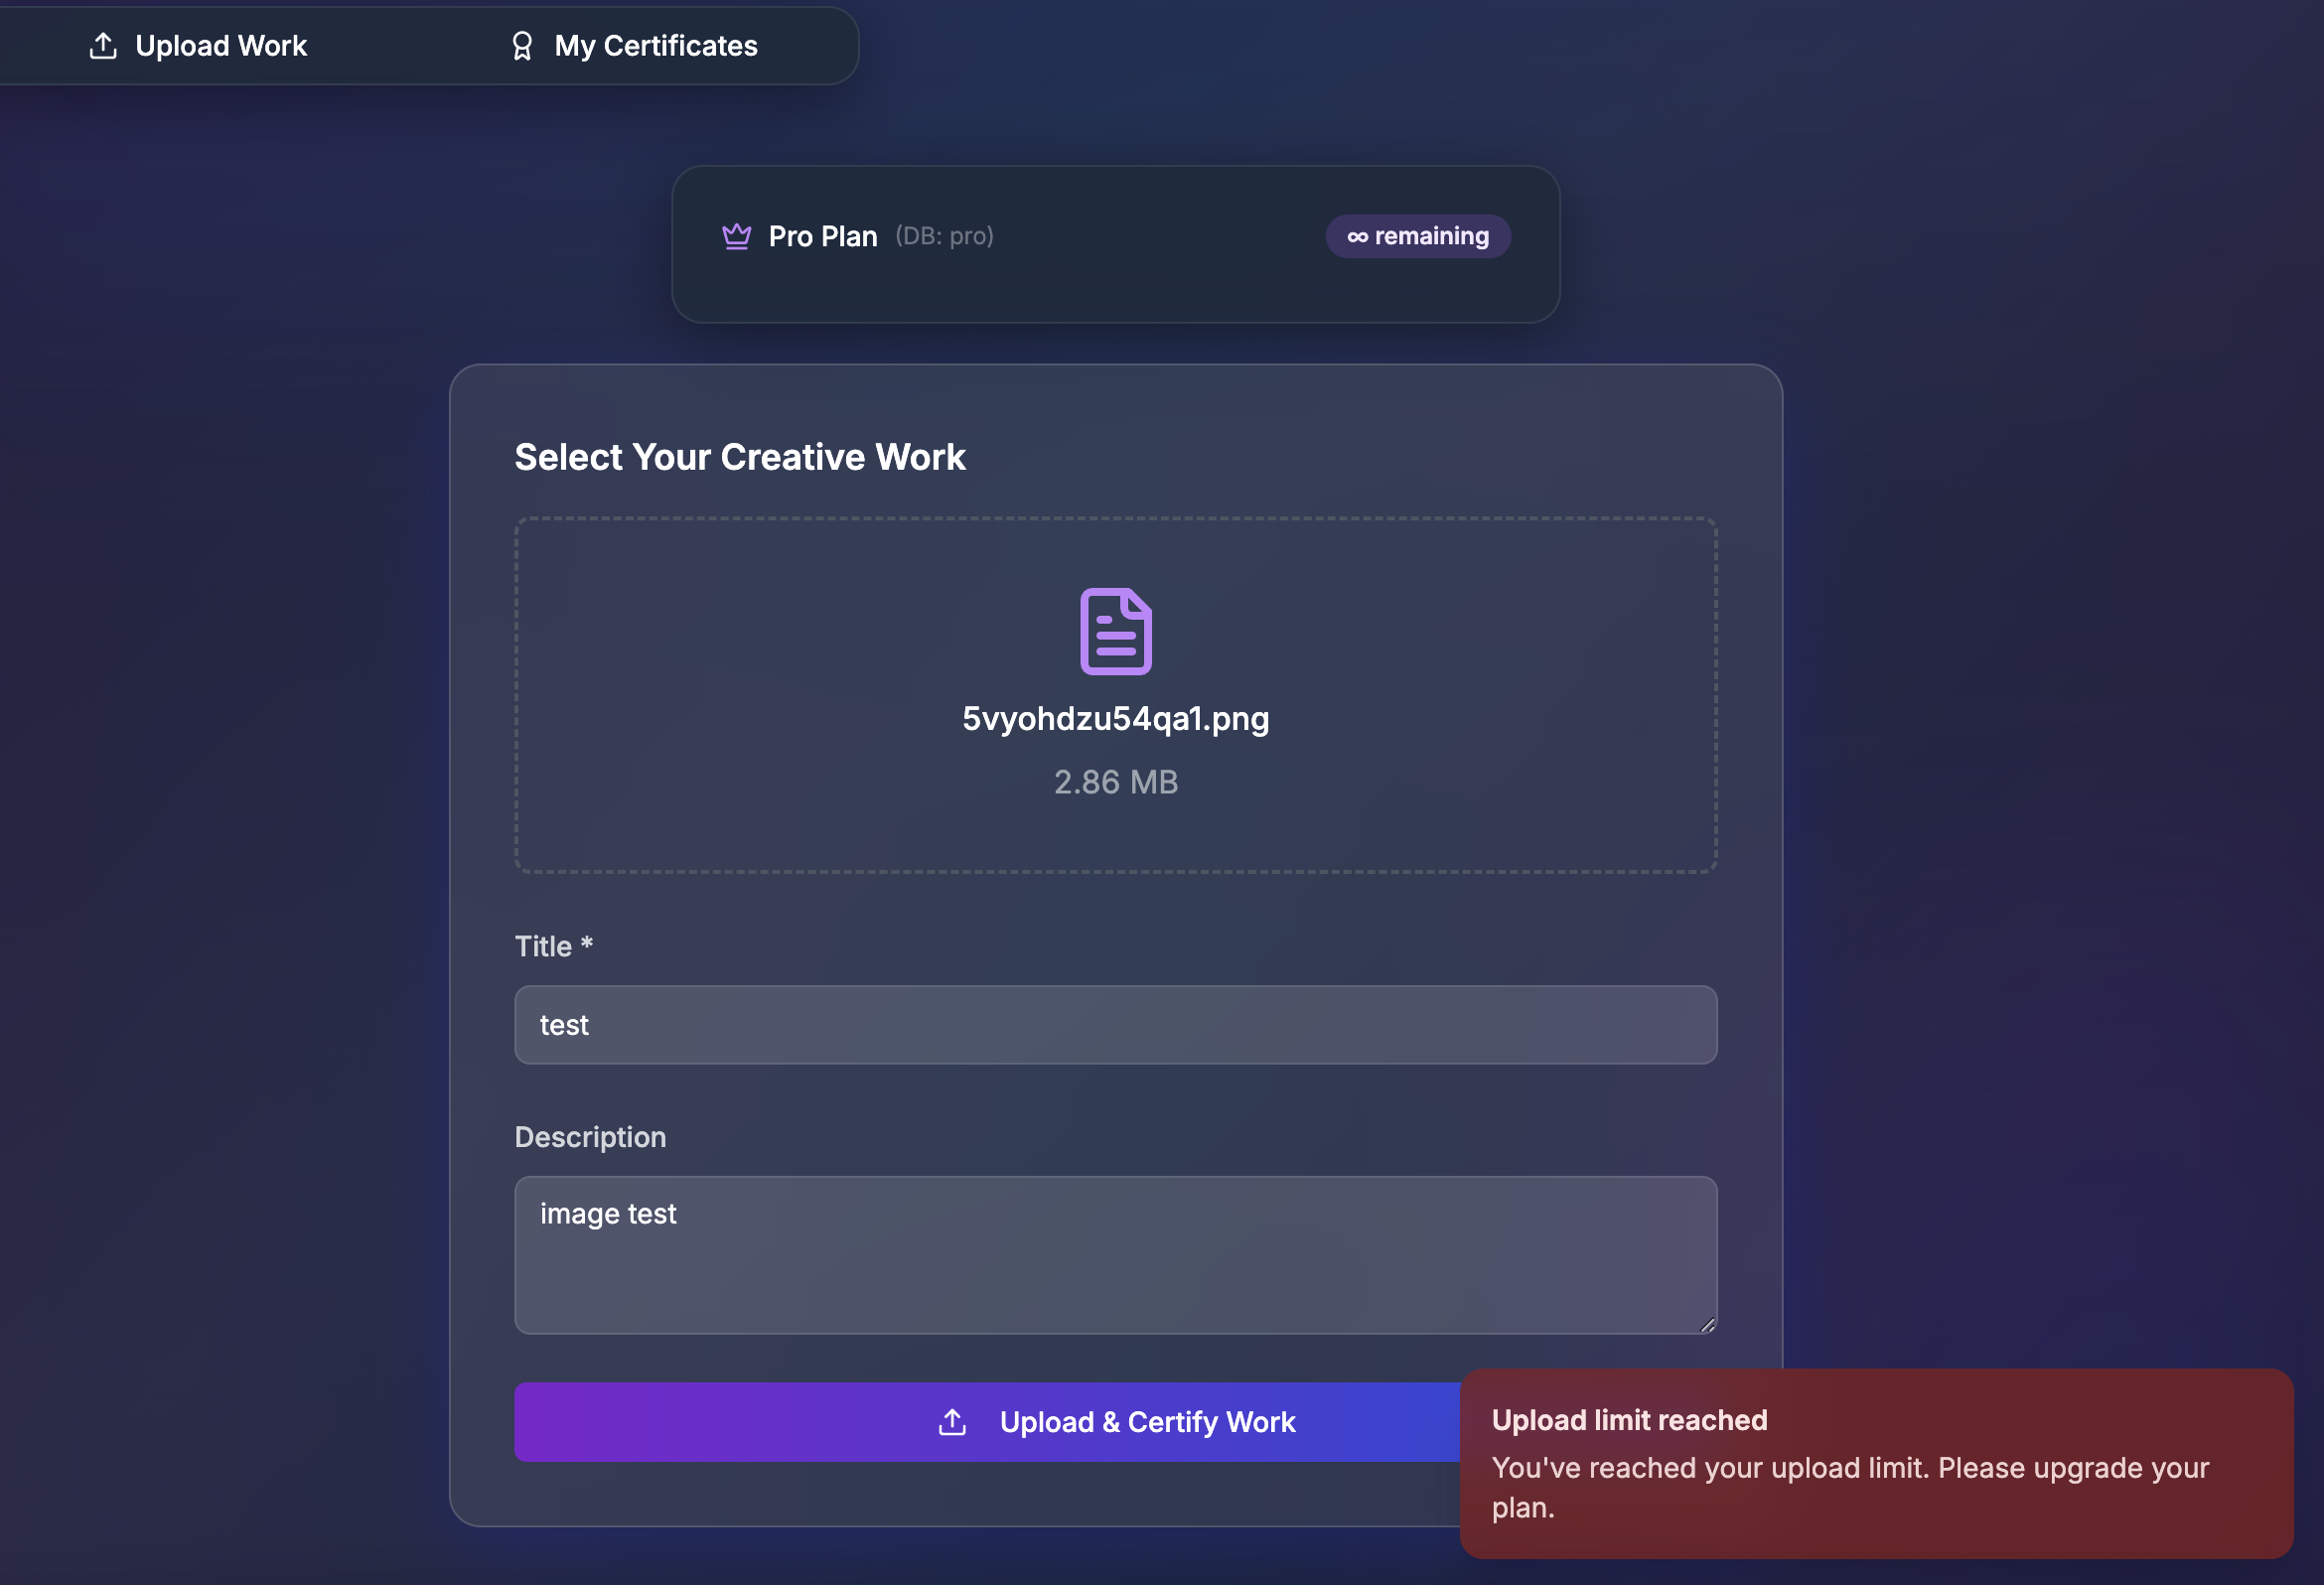 Upload Work
My Certificates
Pro Plan (DB: pro)
∞ remaining
Select Your Creative Work
5vyohdzu54qa1.png
2.86 MB
Title *
test
Description
image test
Upload & Certify Work
Upload limit reached
You've reached your upload limit. Please upgrade your
plan.